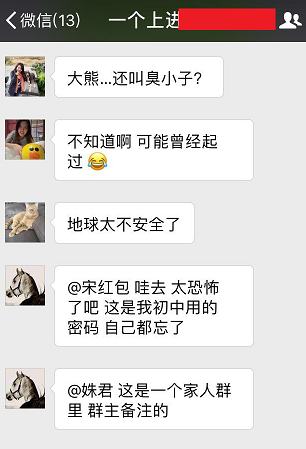 微信(13)
一个上进
大熊...还叫臭小子?
不知道啊 可能曾经起
过 😂
地球太不安全了
@宋红包 哇去 太恐怖
了吧 这是我初中用的
密码 自己都忘了
@姝君 这是一个家人群
里 群主备注的